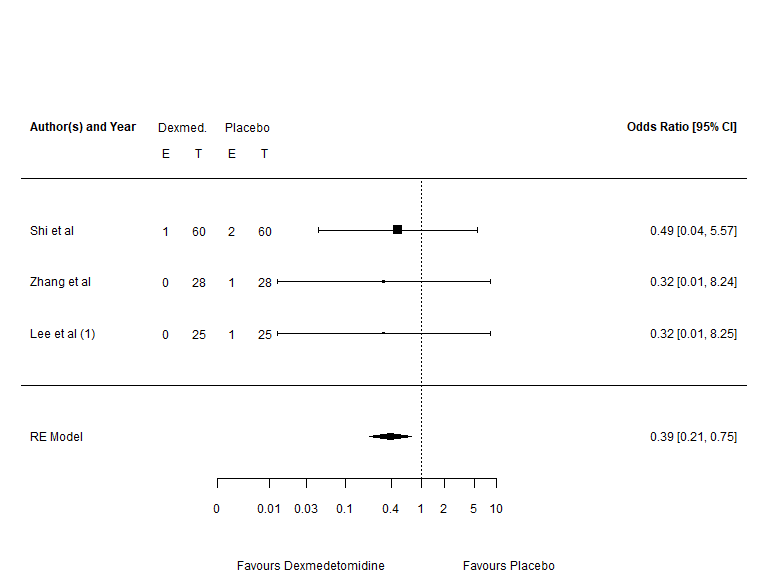 Author(s) and Year Dexmed. Placebo Odds Ratio [95% CI]
E T E T
Shi et al 1 60 2 60 0.49 [0.04, 5.57]
Zhang et al 0 28 1 28 0.32 [0.01, 8.24]
Lee et al (1) 0 25 1 25 0.32 [0.01, 8.25]
RE Model 0.39 [0.21, 0.75]
0 0.01 0.03 0.1 0.4 1 2 5 10
Favours Dexmedetomidine Favours Placebo